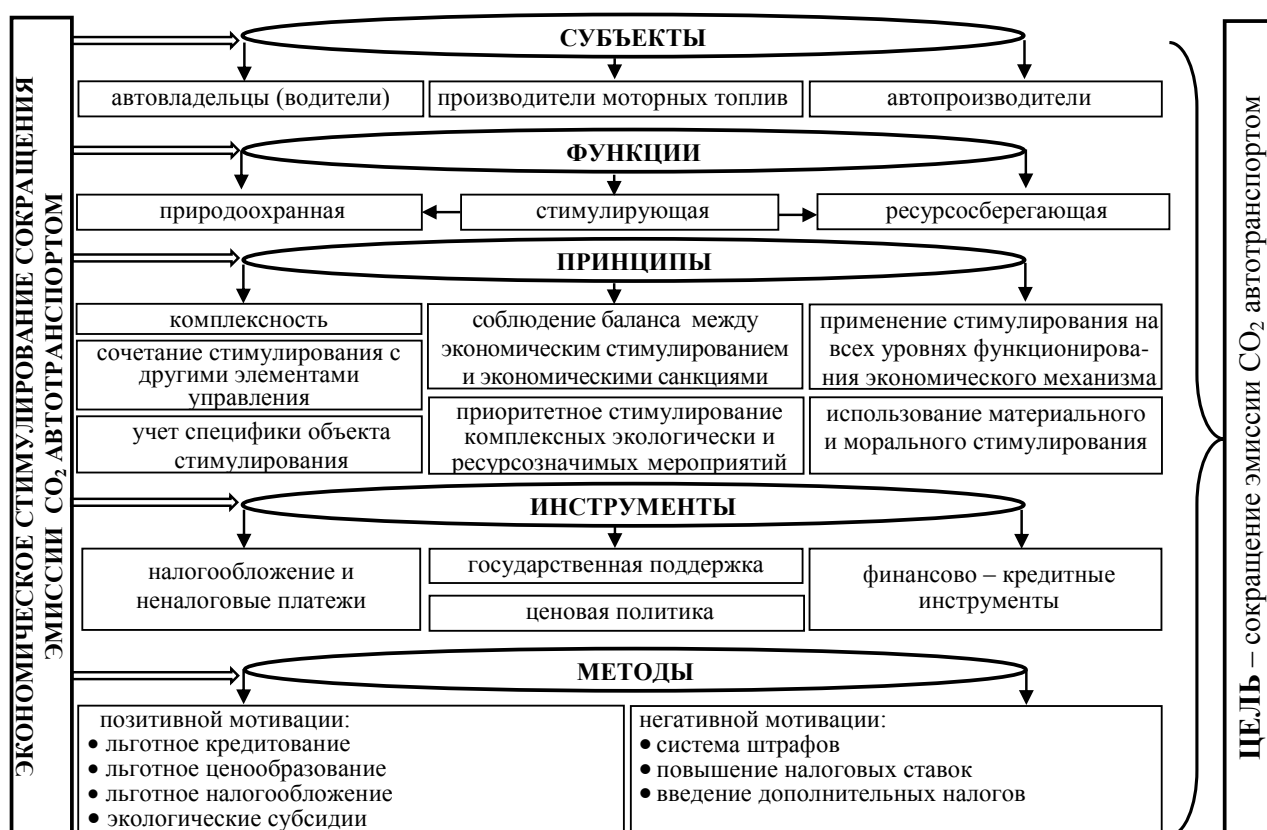 ЭКОНОМИЧЕСКОЕ СТИМУЛИРОВАНИЕ СОКРАЩЕНИЯ
ЭМИССИИ CO₂ АВТОТРАНСПОРТОМ
СУБЪЕКТЫ
автовладельцы (водители)
производители моторных топлив
автопроизводители
ФУНКЦИИ
природоохранная
стимулирующая
ресурсосберегающая
ПРИНЦИПЫ
комплексность
сочетание стимулирования с
другими элементами
управления
учет специфики объекта
стимулирования
соблюдение баланса между
экономическим стимулированием
и экономическими санкциями
приоритетное стимулирование
комплексных экологически и
ресурсозначимых мероприятий
применение стимулирования на
всех уровнях функционирова-
ния экономического механизма
использование материального
и морального стимулирования
ИНСТРУМЕНТЫ
налогообложение и
неналоговые платежи
государственная поддержка
ценовая политика
финансово – кредитные
инструменты
МЕТОДЫ
позитивной мотивации:
• льготное кредитование
• льготное ценообразование
• льготное налогообложение
• экологические субсидии
негативной мотивации:
• система штрафов
• повышение налоговых ставок
• введение дополнительных налогов
ЦЕЛЬ – сокращение эмиссии CO₂ автотранспортом